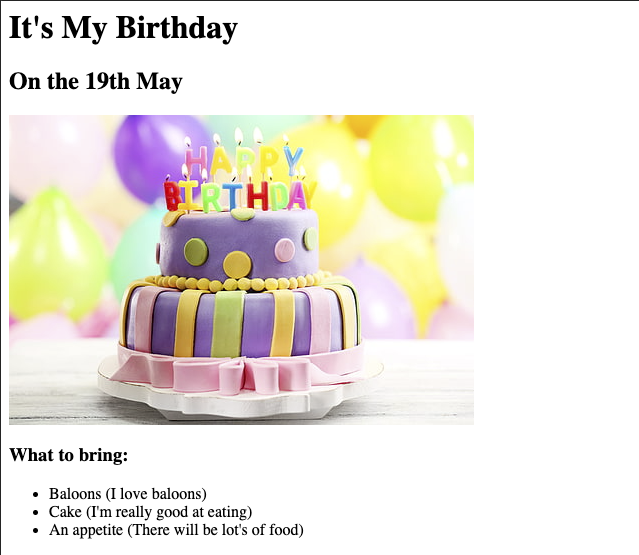 It's My Birthday
On the 19th May
HAPPY
BIRTHDAY
What to bring:
Baloons (I love baloons)
Cake (I'm really good at eating)
An appetite (There will be lot's of food)